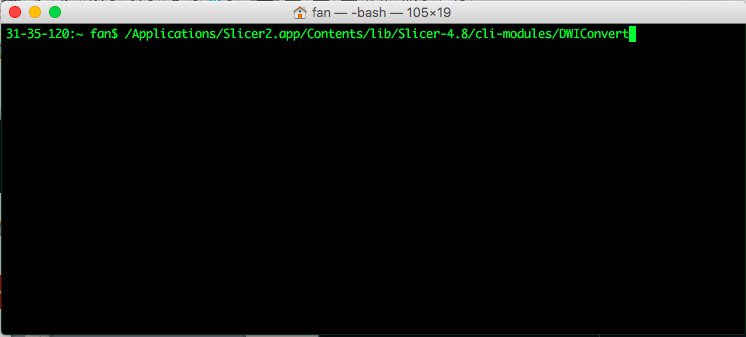 fan — -bash — 105×19
31-35-120:~ fan$ /Applications/Slicer2.app/Contents/lib/Slicer-4.8/cli-modules/DWIConvert